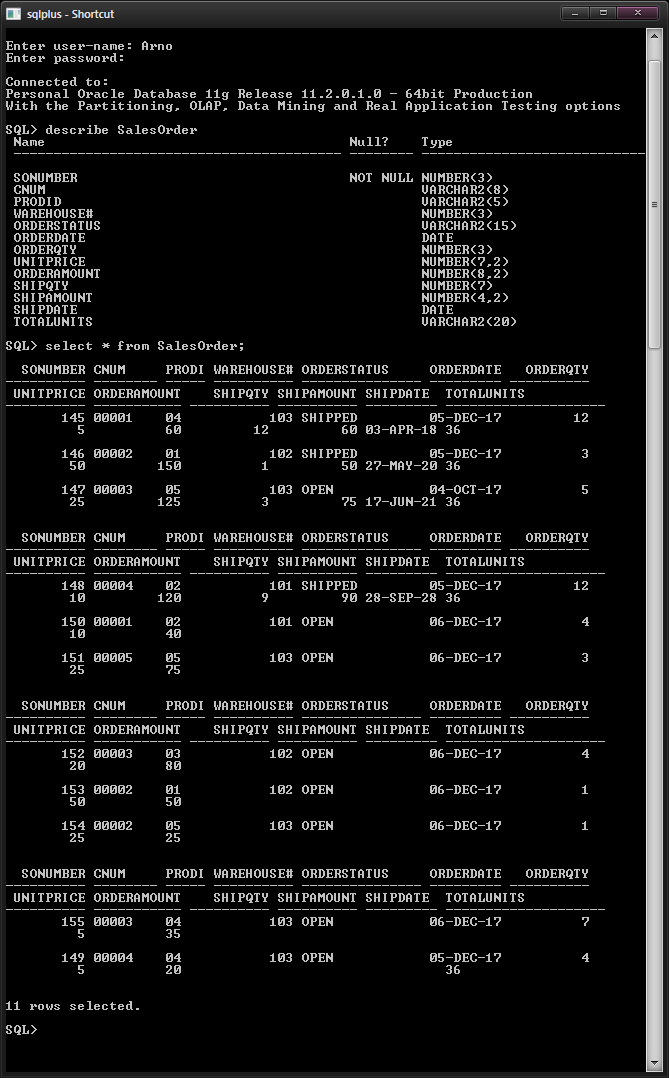 sqlplus - Shortcut
Enter user-name: Arno
Enter password:
Connected to:
Personal Oracle Database 11g Release 11.2.0.1.0 - 64bit Production
With the Partitioning, OLAP, Data Mining and Real Application Testing options
SQL> describe SalesOrder
Name Null? Type
SONUMBER NOT NULL NUMBER(3)
CNUM VARCHAR2(8)
PRODID VARCHAR2(5)
WAREHOUSE# NUMBER(3)
ORDERSTATUS VARCHAR2(15)
ORDERDATE DATE
ORDERQTY NUMBER(3)
UNITPRICE NUMBER(7,2)
ORDERAMOUNT NUMBER(8,2)
SHIPQTY NUMBER(7)
SHIPAMOUNT NUMBER(4,2)
SHIPDATE DATE
TOTALUNITS VARCHAR2(20)
SQL> select * from SalesOrder;
SONUMBER CNUM PRODI WAREHOUSE# ORDERSTATUS ORDERDATE ORDERQTY
UNITPRICE ORDERAMOUNT SHIPQTY SHIPAMOUNT SHIPDATE TOTALUNITS
145 00001 04 103 SHIPPED 05-DEC-17 12
5 60 12 60 03-APR-18 36
146 00002 01 102 SHIPPED 05-DEC-17 3
50 150 1 50 27-MAY-20 36
147 00003 05 103 OPEN 04-OCT-17 5
25 125 3 75 17-JUN-21 36
SONUMBER CNUM PRODI WAREHOUSE# ORDERSTATUS ORDERDATE ORDERQTY
UNITPRICE ORDERAMOUNT SHIPQTY SHIPAMOUNT SHIPDATE TOTALUNITS
148 00004 02 101 SHIPPED 05-DEC-17 12
10 120 9 90 28-SEP-28 36
150 00001 02 101 OPEN 06-DEC-17 4
10 40
151 00005 05 103 OPEN 06-DEC-17 3
25 75
SONUMBER CNUM PRODI WAREHOUSE# ORDERSTATUS ORDERDATE ORDERQTY
UNITPRICE ORDERAMOUNT SHIPQTY SHIPAMOUNT SHIPDATE TOTALUNITS
152 00003 03 102 OPEN 06-DEC-17 4
20 80
153 00002 01 102 OPEN 06-DEC-17 1
50 50
154 00002 05 103 OPEN 06-DEC-17 1
25 25
SONUMBER CNUM PRODI WAREHOUSE# ORDERSTATUS ORDERDATE ORDERQTY
UNITPRICE ORDERAMOUNT SHIPQTY SHIPAMOUNT SHIPDATE TOTALUNITS
155 00003 04 103 OPEN 06-DEC-17 7
5 35
149 00004 04 103 OPEN 05-DEC-17 4
5 20 36
11 rows selected.
SQL>